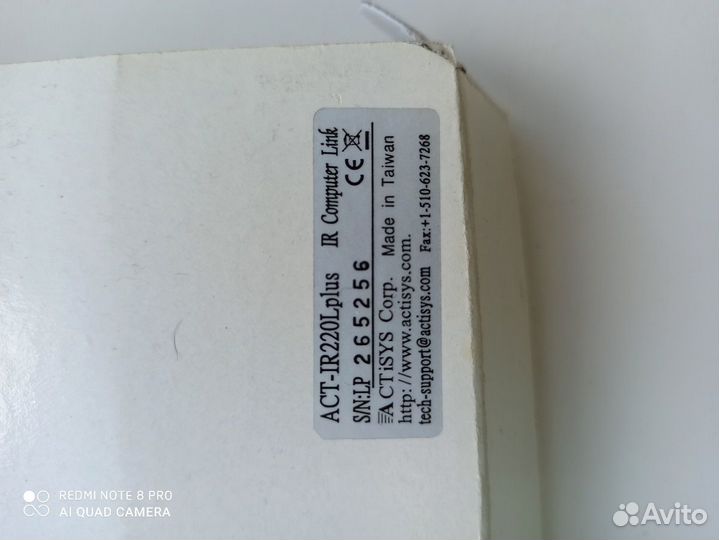 ACT-IR220Lplus IR Computer Link
S/N:LP 265256 CE
ACTiSYS Corp. Made in Taiwan
http://www.actisys.com.
tech-support@actisys.com Fax:+1-510-623-7268
REDMI NOTE 8 PRO
AI QUAD CAMERA
Avito